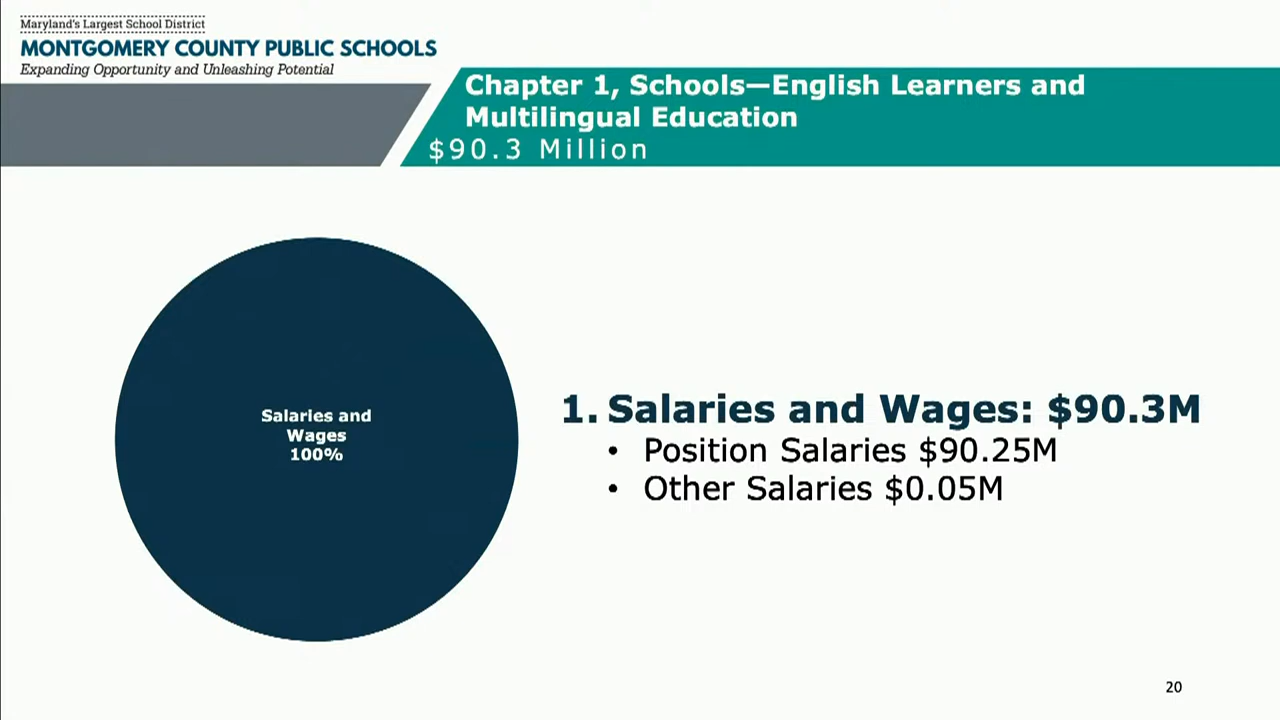 Maryland's Largest School District
MONTGOMERY COUNTY PUBLIC SCHOOLS
Expanding Opportunity and Unleashing Potential
Chapter 1, Schools—English Learners and
Multilingual Education
$90.3 Million
Salaries and
Wages
100%
1. Salaries and Wages: $90.3M
• Position Salaries $90.25M
• Other Salaries $0.05M
20